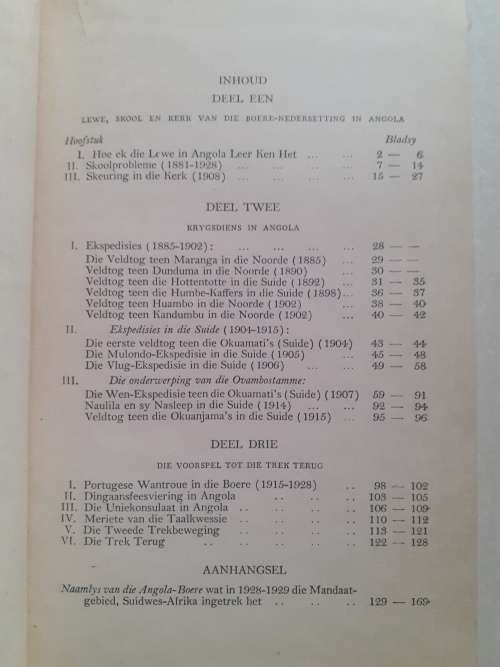 INHOUD
DEEL EEN
LEWE, SKOOL EN KERK VAN DIE BOERE-NEDERSETTING IN ANGOLA
Hoofstuk Bladsy
I. Hoe ek die Lewe in Angola Leer Ken Het ... ... 2 — 6
II. Skoolprobleme (1881-1928) ... ... ... ... 7 — 14
III. Skeuring in die Kerk (1908) ... ... ... ... 15 — 27
DEEL TWEE
KRYGSDIENS IN ANGOLA
I. Ekspedisies (1885-1902): ... ... ... ... 28 — —
Die Veldtog teen Maranga in die Noorde (1885) ... 29 — —
Veldtog teen Dunduma in die Noorde (1890) ... 30 — —
Veldtog teen die Hottentotte in die Suide (1892) ... 31 — 35
Veldtog teen die Humbe-Kaffers in die Suide (1898)... 36 — 37
Veldtog teen Huambo in die Noorde (1902) ... 38 — 40
Veldtog teen Kandumbu in die Noorde (1902) ... 40 — 42
II. Ekspedisies in die Suide (1904-1915):
Die eerste veldtog teen die Okuamati's (Suide) (1904) 43 — 44
Die Mulondo-Ekspedisie in die Suide (1905) ... 45 — 48
Die Vlug-Ekspedisie in die Suide (1906) ... 49 — 58
III. Die onderwerping van die Ovambostamme:
Die Wen-Ekspedisie teen die Okuamati's (Suide) (1907) 59 — 91
Naulila en sy Nasleep in die Suide (1914) ... ... 92 — 94
Veldtog teen die Okuanjama's in die Suide (1915) ... 95 — 96
DEEL DRIE
DIE VOORSPEL TOT DIE TREK TERUG
I. Portugese Wantroue in die Boere (1915-1928) .. 98 — 102
II. Dingaansfeesviering in Angola .. .. .. 103 — 105
III. Die Uniekonsulaat in Angola .. .. .. .. 106 — 109
IV. Meriete van die Taalkwessie .. .. .. .. 110 — 112
V. Die Tweede Trekbeweging .. .. .. .. 113 — 121
VI. Die Trek Terug .. .. .. .. .. 122 — 128
AANHANGSEL
Naamlys van die Angola-Boere wat in 1928-1929 die Mandaat-
gebied, Suidwes-Afrika ingetrek het .. .. .. 129 — 169